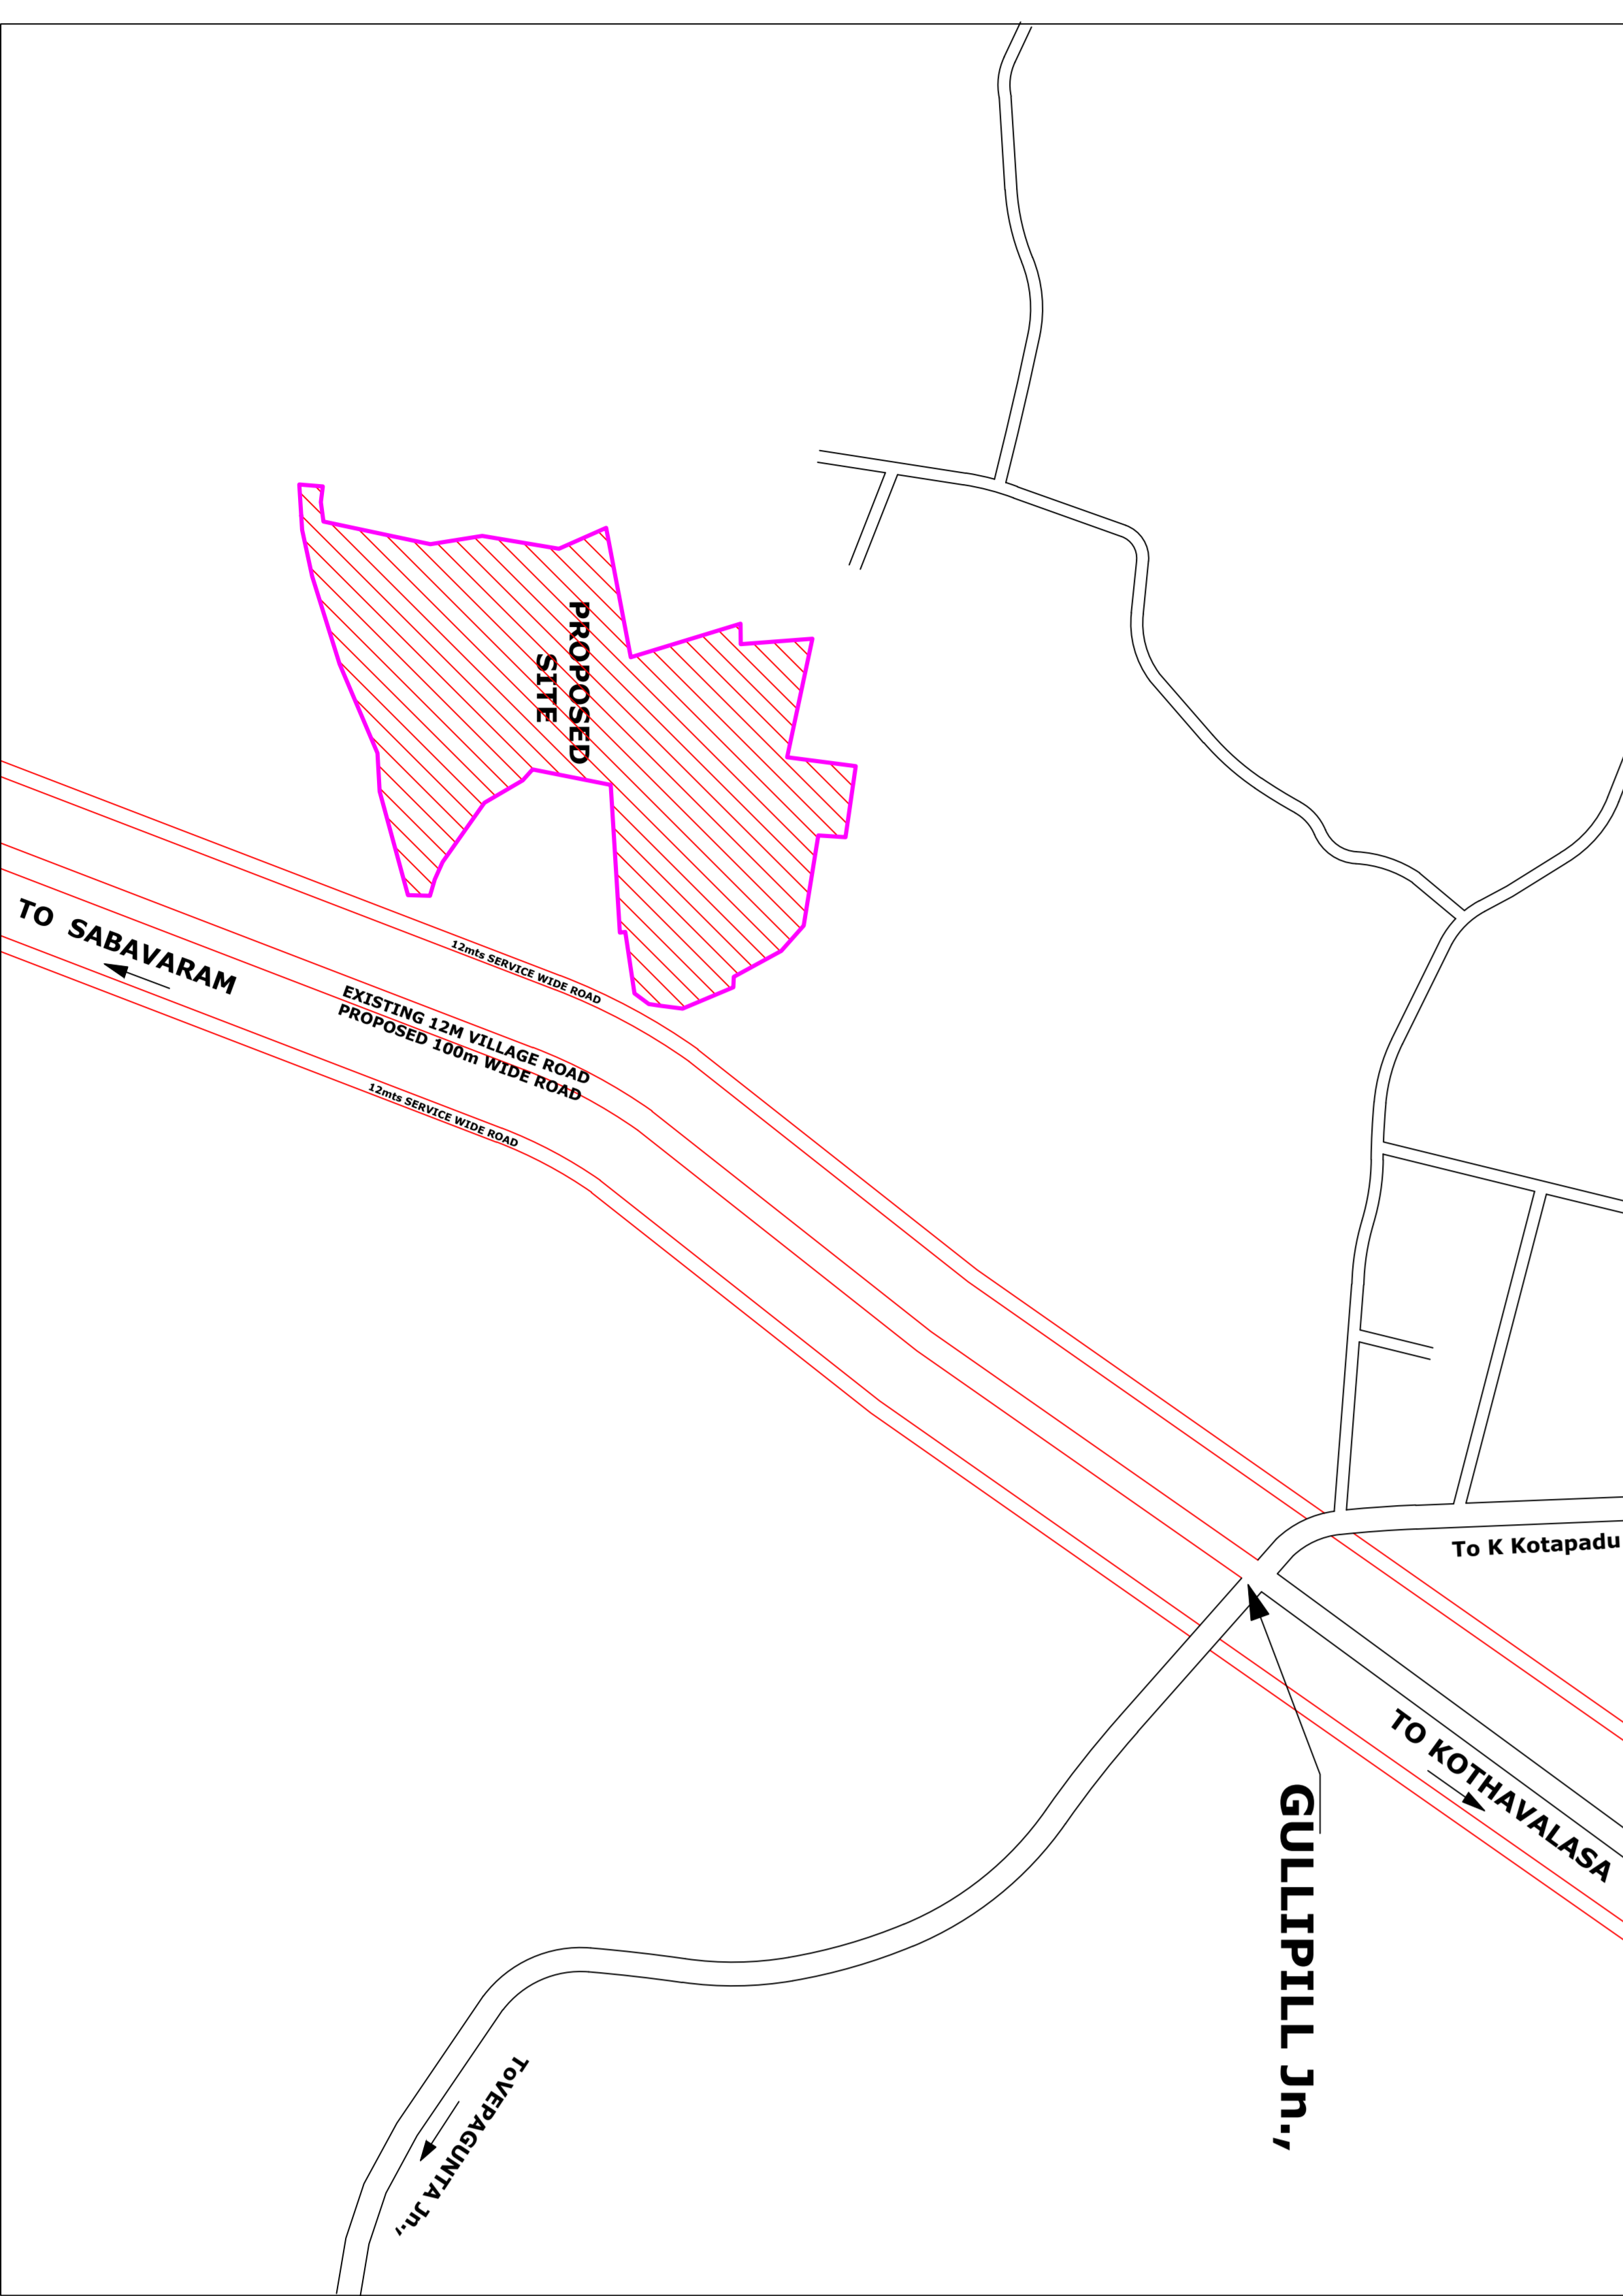 PROPOSED
SITE
TO SABAVARAM
12mts SERVICE WIDE ROAD
EXISTING 12M VILLAGE ROAD
PROPOSED 100m WIDE ROAD
12mts SERVICE WIDE ROAD
To K Kotapadu
TO KOTHAVALASA
GULLIPILL Jn.,
ToVEPAGUNTA Jn.,